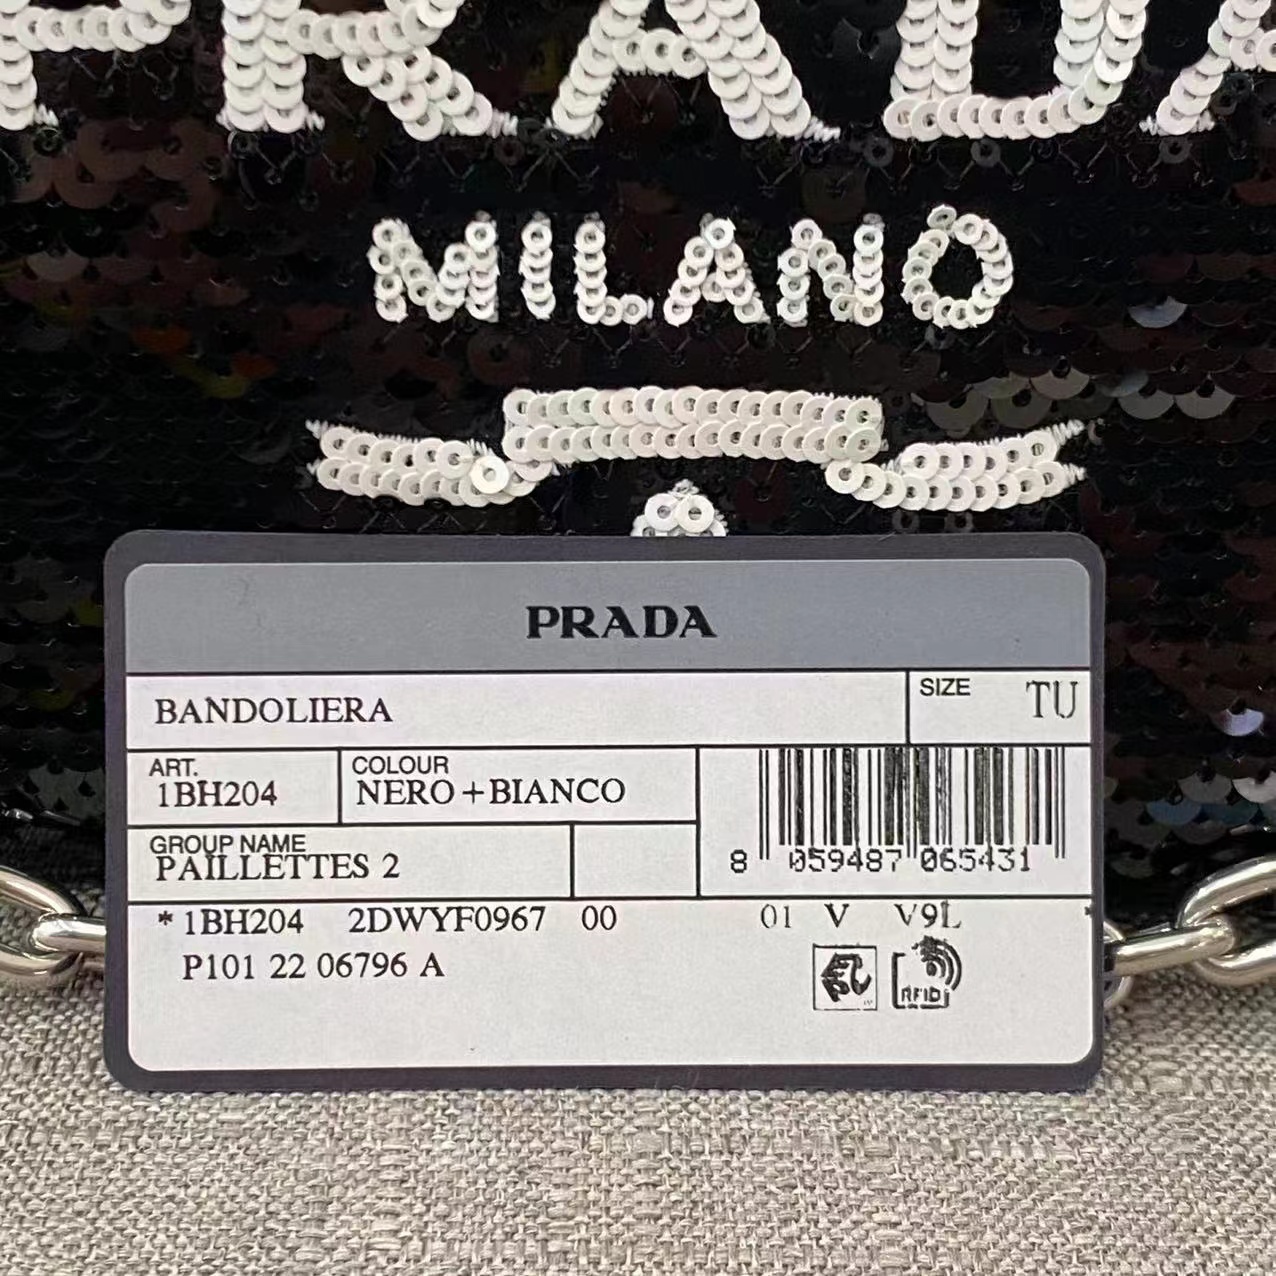 PRADA
MILANO
PRADA
BANDOLIERA
SIZE TU
ART.
1BH204
COLOUR
NERO+BIANCO
GROUP NAME
PAILLETTES 2
8 059487 065431
* 1BH204 2DWYF0967 00 01 V V9L *
P101 22 06796 A
RFID